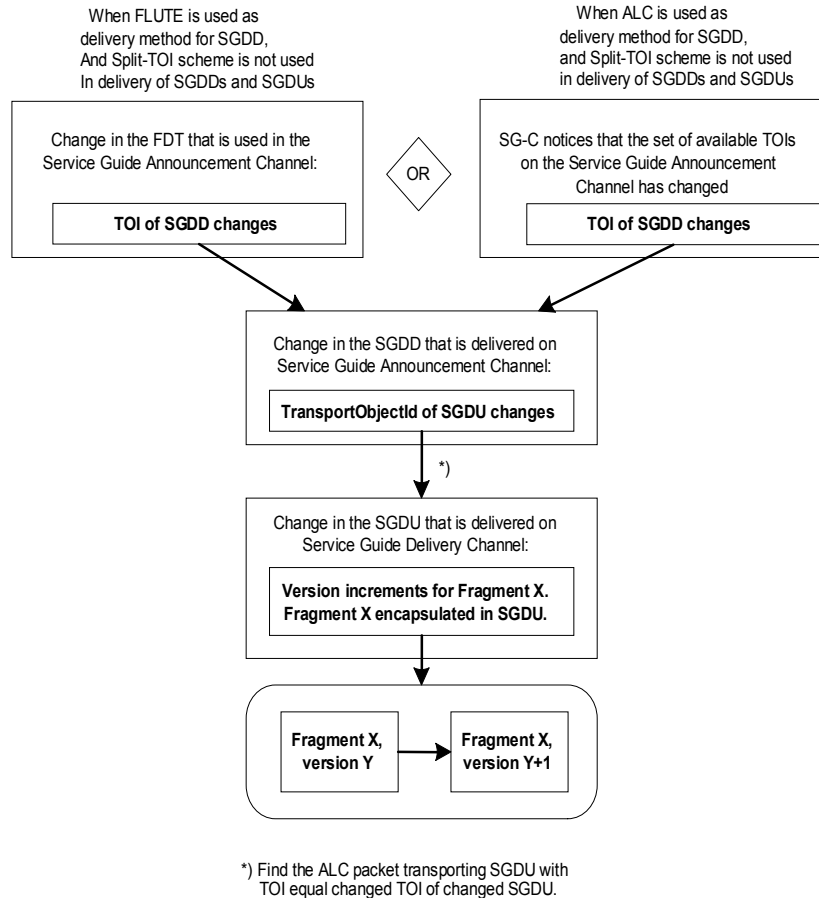 When FLUTE is used as
delivery method for SGDD,
And Split-TOI scheme is not used
In delivery of SGDDs and SGDUs
When ALC is used as
delivery method for SGDD,
and Split-TOI scheme is not used
in delivery of SGDDs and SGDUs
Change in the FDT that is used in the
Service Guide Announcement Channel:
TOI of SGDD changes
OR
SG-C notices that the set of available TOIs
on the Service Guide Announcement
Channel has changed
TOI of SGDD changes
Change in the SGDD that is delivered on
Service Guide Announcement Channel:
TransportObjectId of SGDU changes
*)
Change in the SGDU that is delivered on
Service Guide Delivery Channel:
Version increments for Fragment X.
Fragment X encapsulated in SGDU.
Fragment X,
version Y
Fragment X,
version Y+1
*) Find the ALC packet transporting SGDU with
TOI equal changed TOI of changed SGDU.